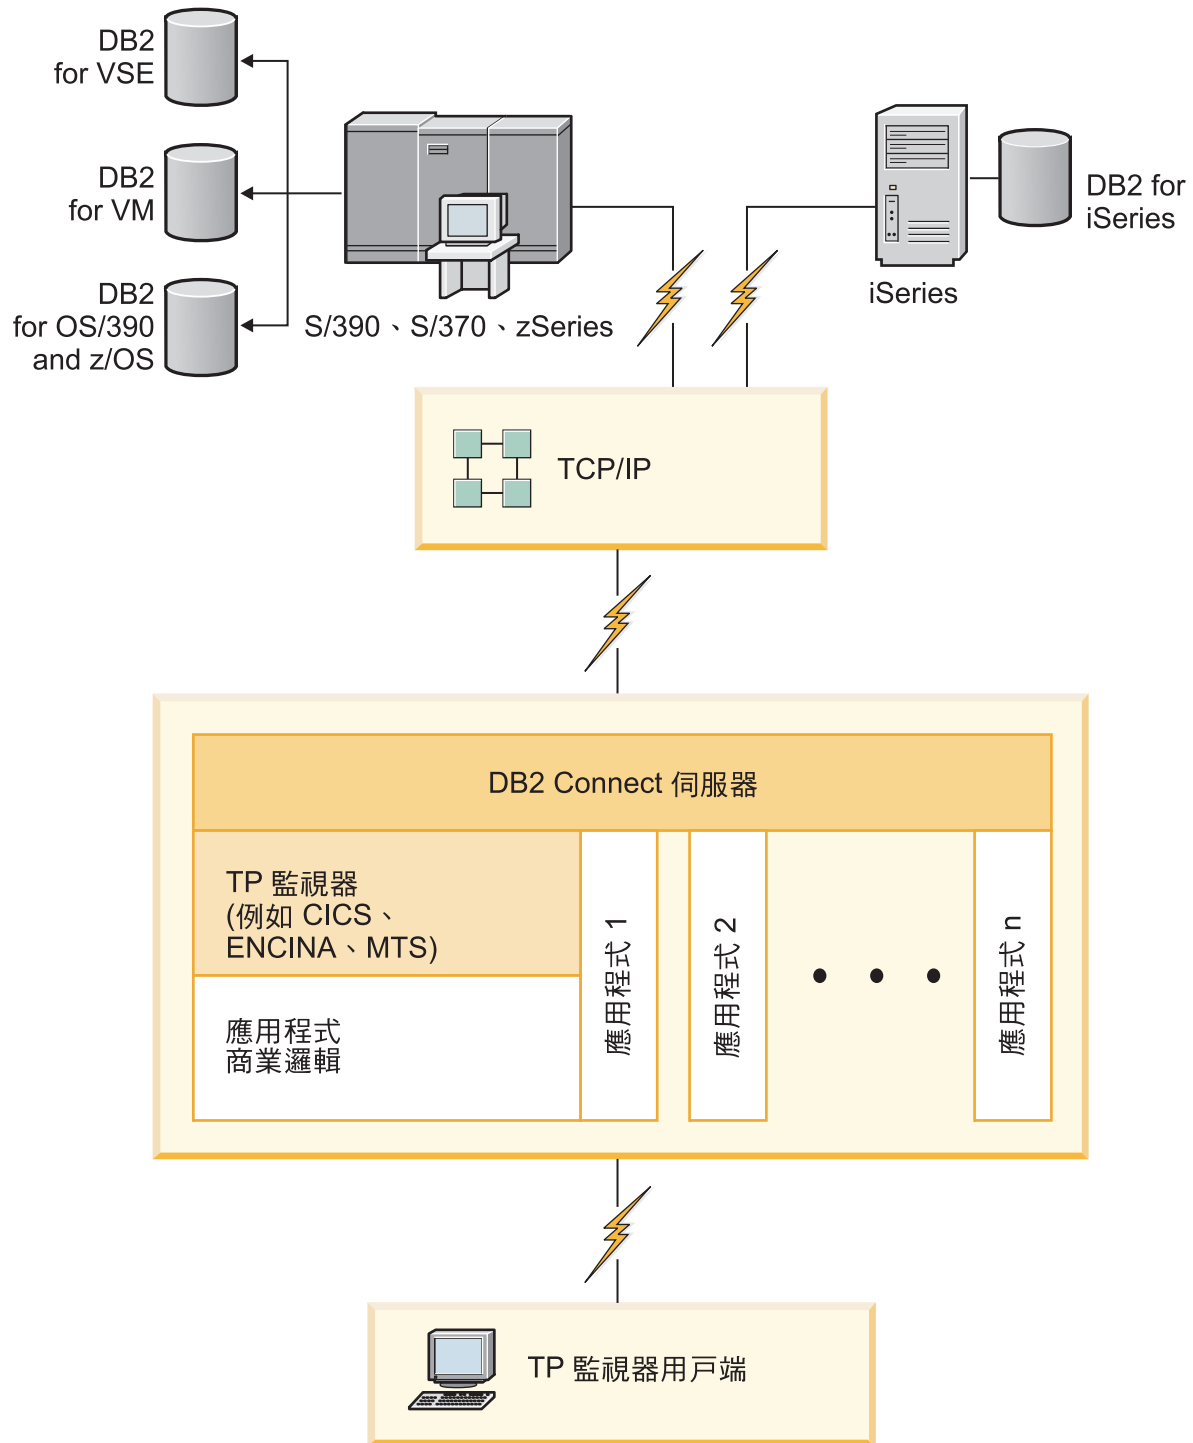 DB2
for VSE
DB2
for VM
DB2
for OS/390
and z/OS
S/390、S/370、zSeries
iSeries
DB2 for
iSeries
TCP/IP
DB2 Connect 伺服器
TP 監視器
(例如 CICS、
ENCINA、MTS)
應用程式
商業邏輯
應用程式 1
應用程式 2
應用程式 n
TP 監視器用戶端